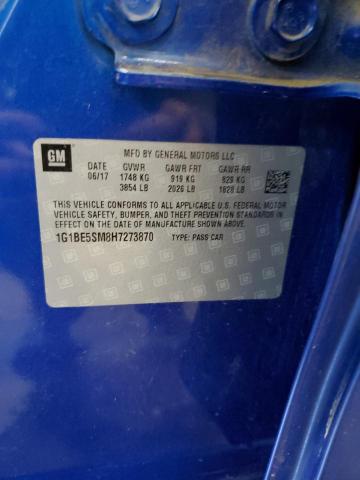 GM
MFD BY GENERAL MOTORS LLC
DATE GVWR GAWR FRT GAWR RR
06/17 1748 KG 919 KG 829 KG
3854 LB 2026 LB 1828 LB
THIS VEHICLE CONFORMS TO ALL APPLICABLE U.S. FEDERAL MOTOR
VEHICLE SAFETY, BUMPER, AND THEFT PREVENTION STANDARDS IN
EFFECT ON THE DATE OF MANUFACTURE SHOWN ABOVE.
1G1BE5SM8H7273870 TYPE: PASS CAR